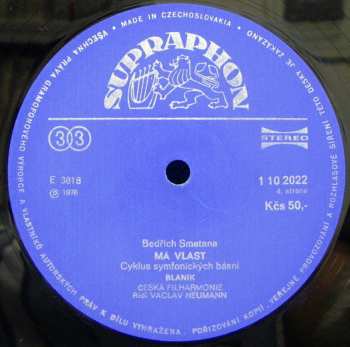 • MADE IN CZECHOSLOVAKIA •
VŠECHNA PRÁVA GRAMOFONOVÉHO VÝROBCE A VLASTNÍKŮ AUTORSKÝCH PRÁV K DÍLU VYHRAŽENA. POŘIZOVÁNÍ KOPIÍ, VEŘEJNÉ PROVOZOVÁNÍ A ROZHLASOVÉ ŠÍŘENÍ TÉTO DESKY JE ZAKÁZÁNO
SUPRAPHON
33
STEREO
E 3018
1 10 2022
Ⓟ 1976
4. strana
Kčs 50,-
Bedřich Smetana
MÁ VLAST
Cyklus symfonických básní
BLANÍK
ČESKÁ FILHARMONIE
Řídí VÁCLAV NEUMANN